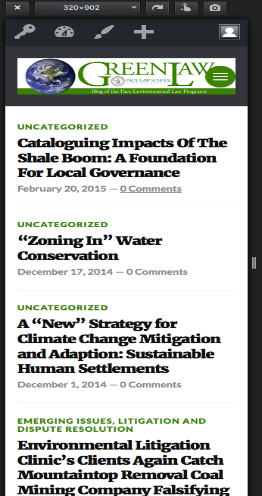 320×902
GREENLAW
PACE LAW SCHOOL
Blog of the Pace Environmental Law Programs
UNCATEGORIZED
Cataloguing Impacts Of The
Shale Boom: A Foundation
For Local Governance
February 20, 2015 — 0 Comments
UNCATEGORIZED
“Zoning In” Water
Conservation
December 17, 2014 — 0 Comments
UNCATEGORIZED
A “New” Strategy for
Climate Change Mitigation
and Adaption: Sustainable
Human Settlements
December 1, 2014 — 0 Comments
EMERGING ISSUES, LITIGATION AND
DISPUTE RESOLUTION
Environmental Litigation
Clinic’s Clients Again Catch
Mountaintop Removal Coal
Mining Company Falsifying